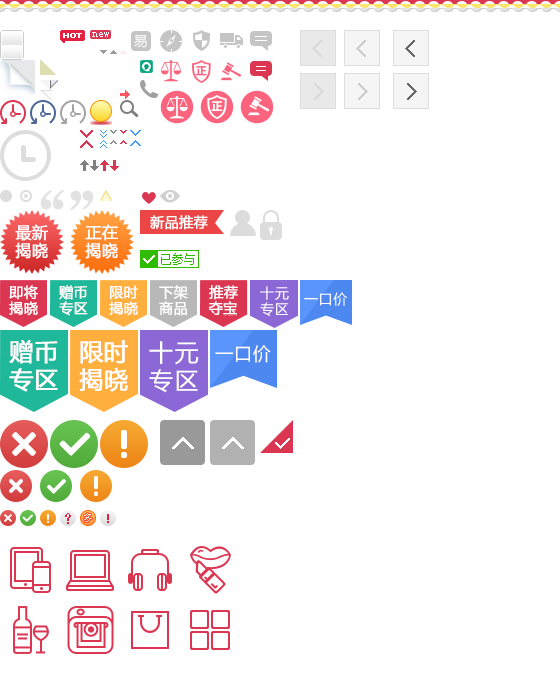 HOT
new
易
正
正
最新
揭晓
正在
揭晓
新品推荐
已参与
即将
揭晓
赠币
专区
限时
揭晓
下架
商品
推荐
夺宝
十元
专区
一口价
赠币
专区
限时
揭晓
十元
专区
一口价